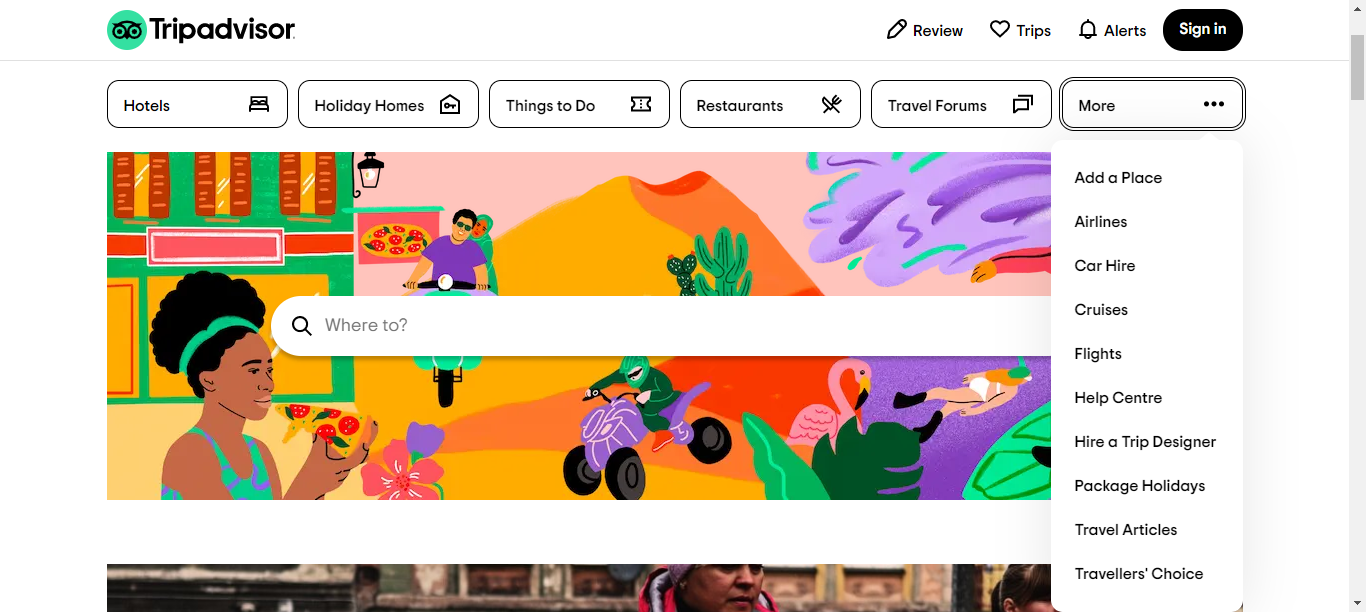 Tripadvisor
Review
Trips
Alerts
Sign in
Hotels
Holiday Homes
Things to Do
Restaurants
Travel Forums
More
Where to?
Add a Place
Airlines
Car Hire
Cruises
Flights
Help Centre
Hire a Trip Designer
Package Holidays
Travel Articles
Travellers' Choice